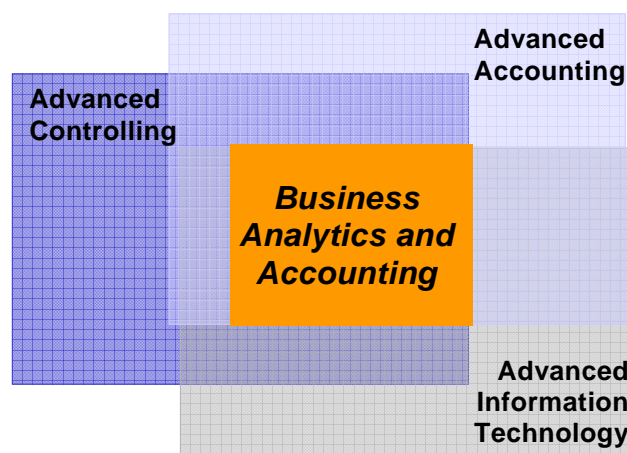 Advanced
Accounting
Advanced
Controlling
Business
Analytics and
Accounting
Advanced
Information
Technology